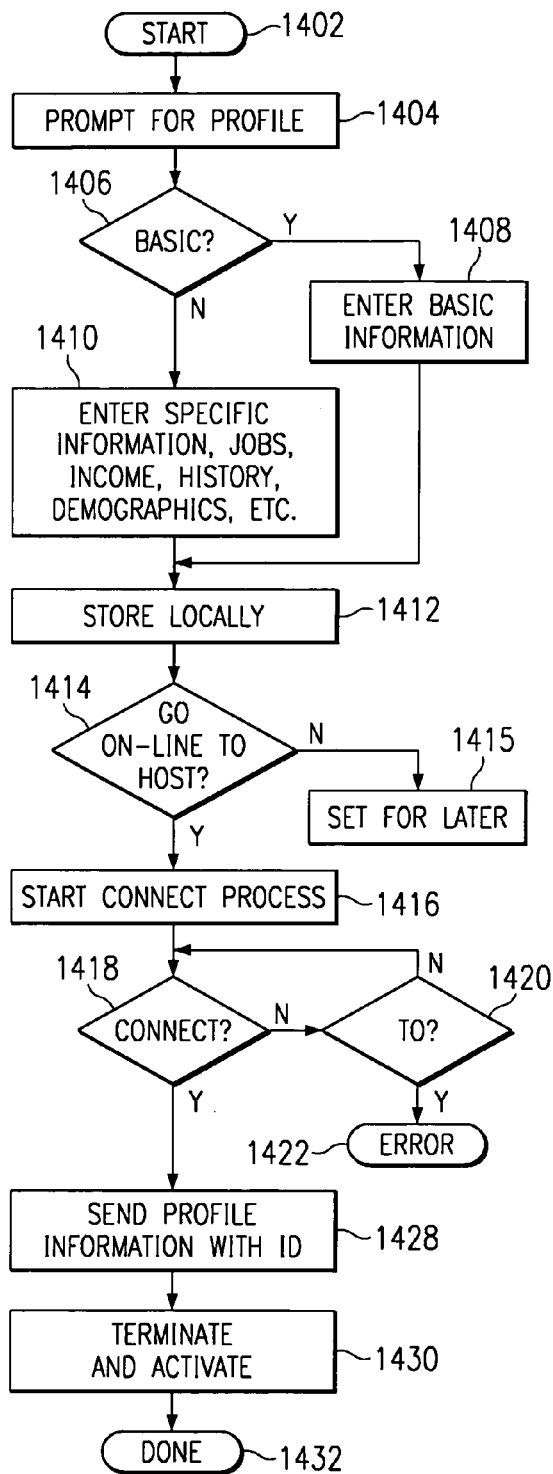 START
1402
PROMPT FOR PROFILE
1404
1406
BASIC?
Y
N
1408
ENTER BASIC
INFORMATION
1410
ENTER SPECIFIC
INFORMATION, JOBS,
INCOME, HISTORY,
DEMOGRAPHICS, ETC.
STORE LOCALLY
1412
1414
GO
ON-LINE TO
HOST?
N
Y
1415
SET FOR LATER
START CONNECT PROCESS
1416
1418
CONNECT?
N
Y
TO?
1420
N
Y
1422
ERROR
SEND PROFILE
INFORMATION WITH ID
1428
TERMINATE
AND ACTIVATE
1430
DONE
1432